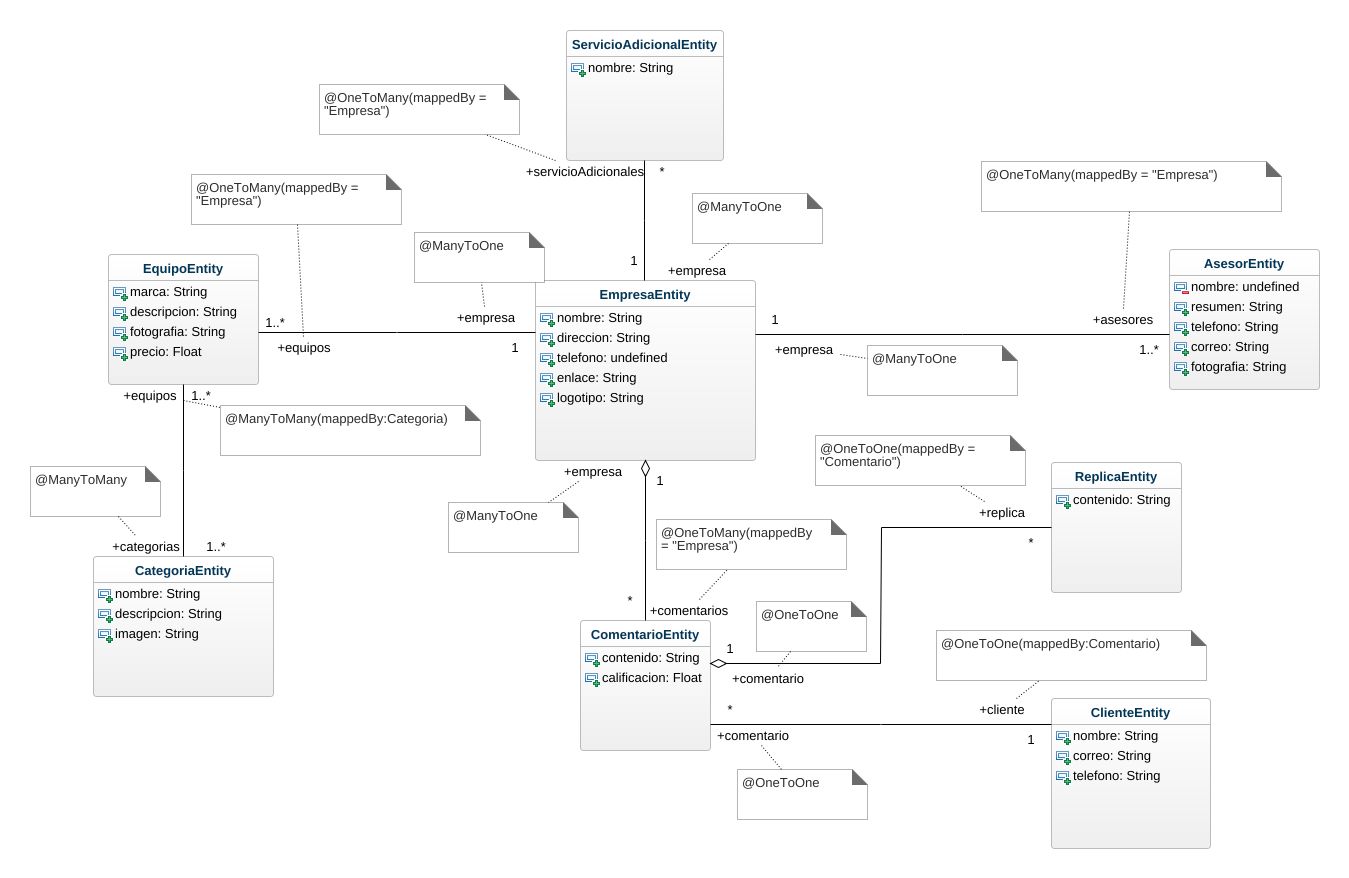 ServicioAdicionalEntity
nombre: String
@OneToMany(mappedBy =
"Empresa")
+servicioAdicionales
*
@OneToMany(mappedBy = "Empresa")
@OneToMany(mappedBy =
"Empresa")
@ManyToOne
@ManyToOne
1
+empresa
EquipoEntity
marca: String
descripcion: String
fotografia: String
precio: Float
1..*
+equipos
+empresa
1
EmpresaEntity
nombre: String
direccion: String
telefono: undefined
enlace: String
logotipo: String
1
+empresa
@ManyToOne
+asesores
1..*
AsesorEntity
nombre: undefined
resumen: String
telefono: String
correo: String
fotografia: String
+equipos
1..*
@ManyToMany(mappedBy:Categoria)
@ManyToMany
+categorias
1..*
CategoriaEntity
nombre: String
descripcion: String
imagen: String
+empresa
1
@ManyToOne
@OneToMany(mappedBy
= "Empresa")
*
+comentarios
@OneToOne(mappedBy =
"Comentario")
+replica
*
ReplicaEntity
contenido: String
ComentarioEntity
contenido: String
calificacion: Float
@OneToOne
1
+comentario
@OneToOne(mappedBy:Comentario)
*
+comentario
@OneToOne
+cliente
1
ClienteEntity
nombre: String
correo: String
telefono: String